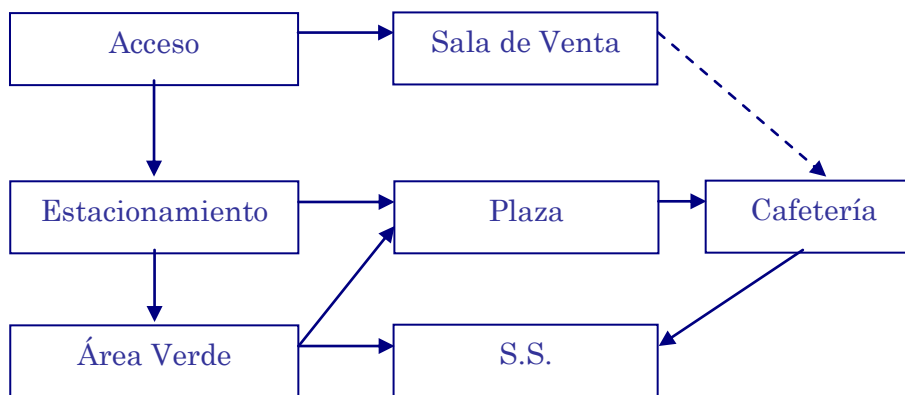 Acceso
Sala de Venta
Estacionamiento
Plaza
Cafetería
Área Verde
S.S.